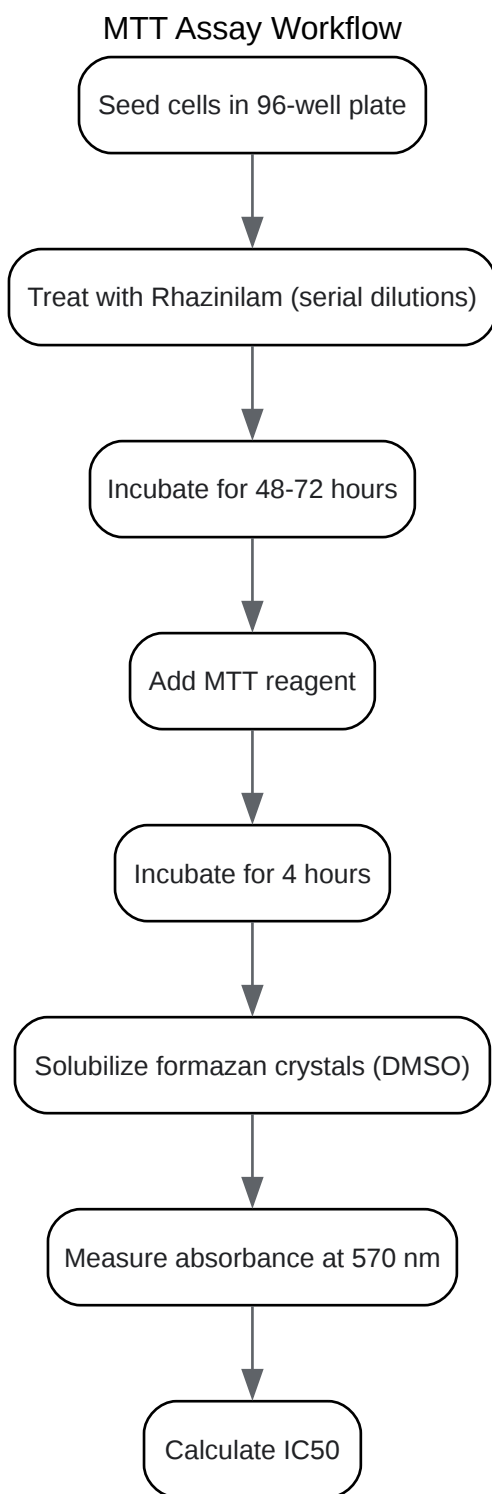 MTT Assay Workflow
Seed cells in 96-well plate
Treat with Rhazinilam (serial dilutions)
Incubate for 48-72 hours
Add MTT reagent
Incubate for 4 hours
Solubilize formazan crystals (DMSO)
Measure absorbance at 570 nm
Calculate IC50